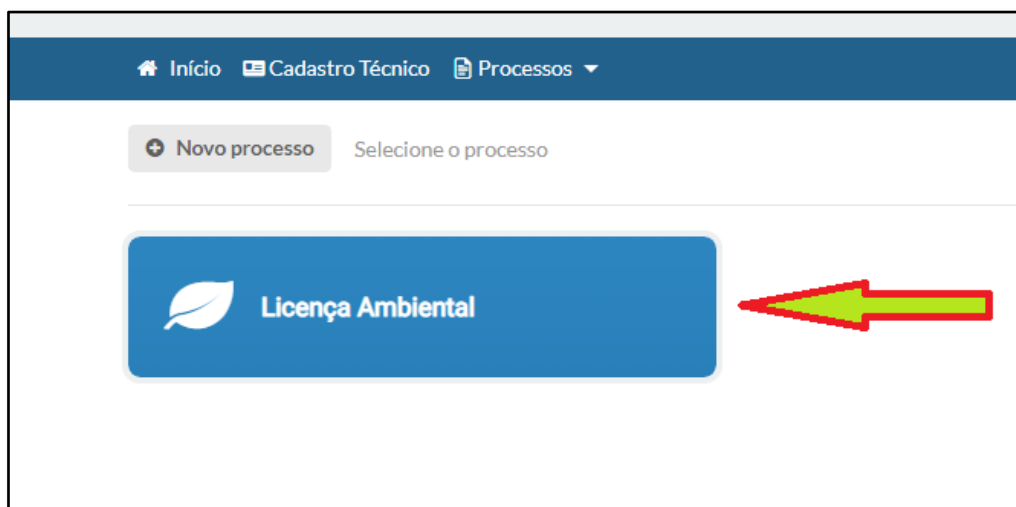 Início Cadastro Técnico Processos
Novo processo Selecione o processo
Licença Ambiental